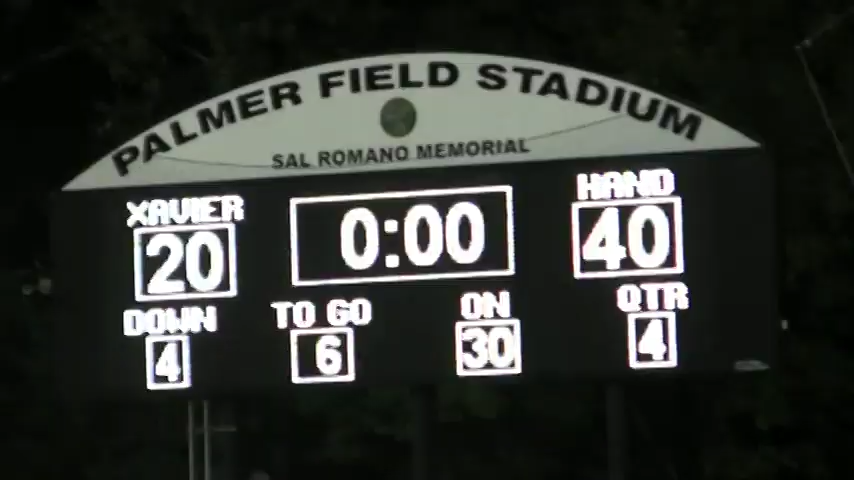 PALMER FIELD STADIUM
SAL ROMANO MEMORIAL
XAVIER 0:00 HAND
20 40
DOWN TO GO ON QTR
4 6 30 4